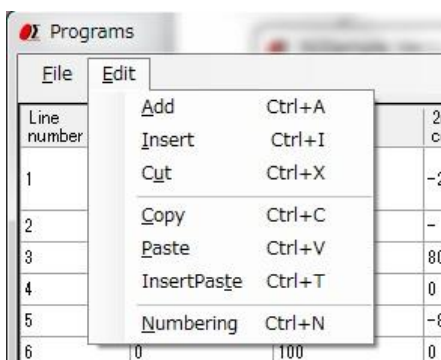 Programs
File Edit
Add Ctrl+A
Insert Ctrl+I
Cut Ctrl+X
Copy Ctrl+C
Paste Ctrl+V
InsertPaste Ctrl+T
Numbering Ctrl+N
Line
number
1
2 -
3 80
4 0
5
6 0 100 0